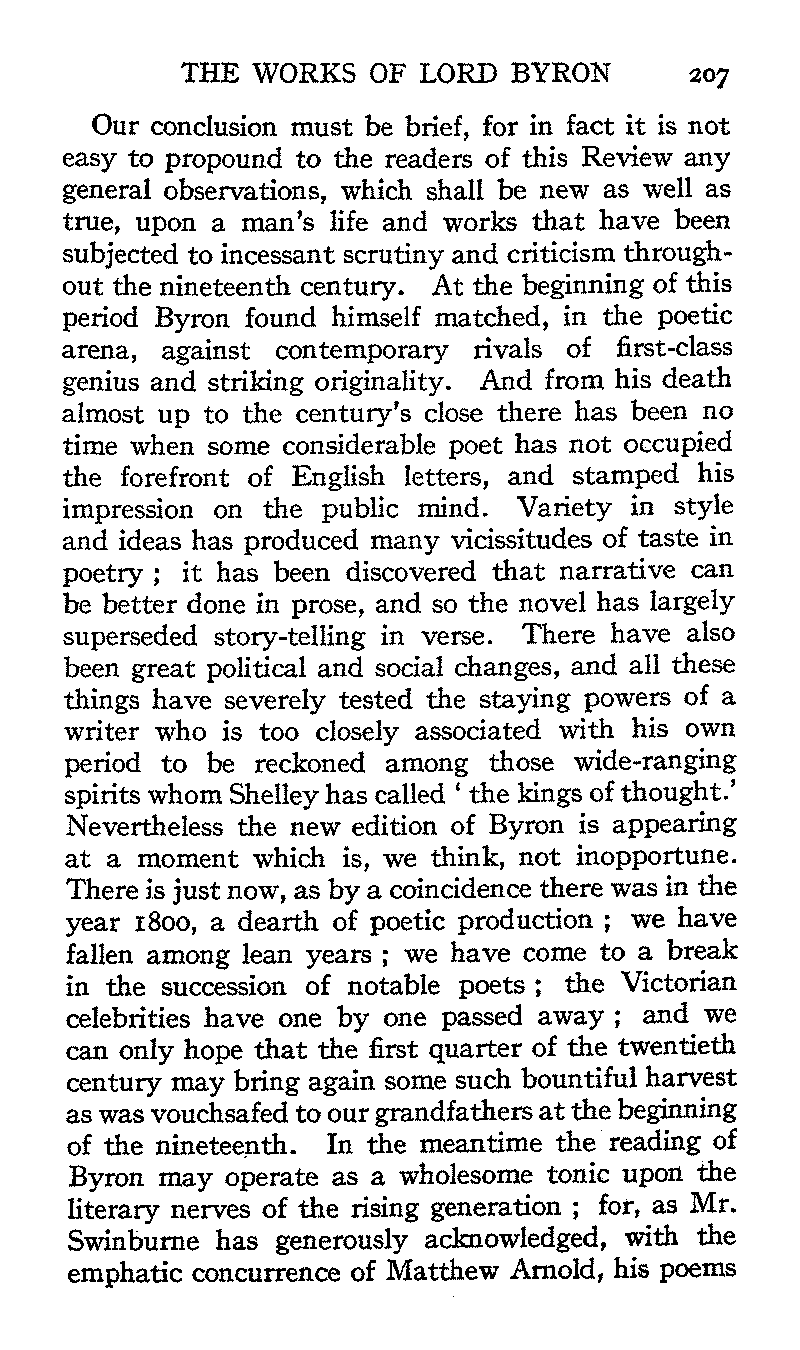 THE WORKS OF LORD BYRON 207
Our conclusion must be brief, for in fact it is not
easy to propound to the readers of this Review any
general observations, which shall be new as well as
true, upon a man's life and works that have been
subjected to incessant scrutiny and criticism through-
out the nineteenth century. At the beginning of this
period Byron found himself matched, in the poetic
arena, against contemporary rivals of first-class
genius and striking originality. And from his death
almost up to the century's close there has been no
time when some considerable poet has not occupied
the forefront of English letters, and stamped his
impression on the public mind. Variety in style
and ideas has produced many vicissitudes of taste in
poetry ; it has been discovered that narrative can
be better done in prose, and so the novel has largely
superseded story-telling in verse. There have also
been great political and social changes, and all these
things have severely tested the staying powers of a
writer who is too closely associated with his own
period to be reckoned among those wide-ranging
spirits whom Shelley has called ‘ the kings of thought.’
Nevertheless the new edition of Byron is appearing
at a moment which is, we think, not inopportune.
There is just now, as by a coincidence there was in the
year 1800, a dearth of poetic production ; we have
fallen among lean years ; we have come to a break
in the succession of notable poets ; the Victorian
celebrities have one by one passed away ; and we
can only hope that the first quarter of the twentieth
century may bring again some such bountiful harvest
as was vouchsafed to our grandfathers at the beginning
of the nineteenth. In the meantime the reading of
Byron may operate as a wholesome tonic upon the
literary nerves of the rising generation ; for, as Mr.
Swinburne has generously acknowledged, with the
emphatic concurrence of Matthew Arnold, his poems